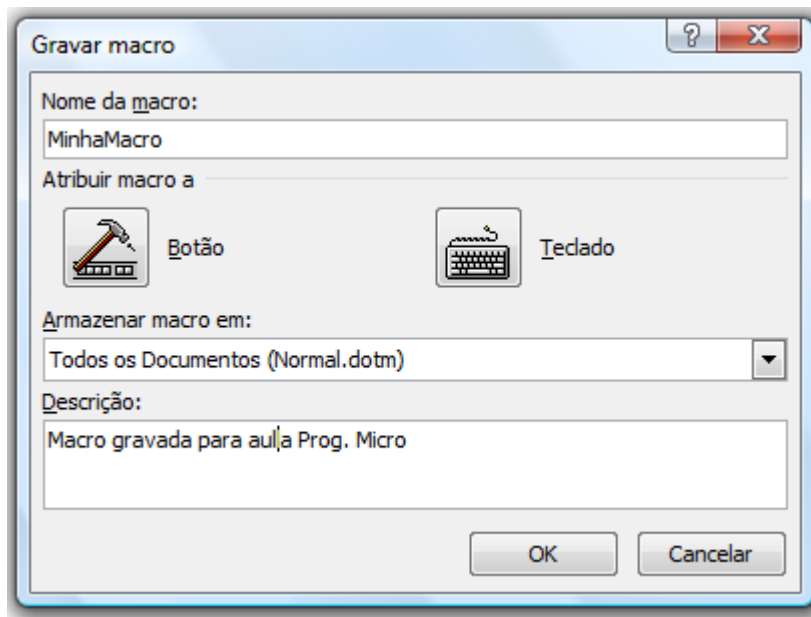 Gravar macro
Nome da macro:
MinhaMacro
Atribuir macro a
Botão
Teclado
Armazenar macro em:
Todos os Documentos (Normal.dotm)
Descrição:
Macro gravada para aula Prog. Micro
OK
Cancelar